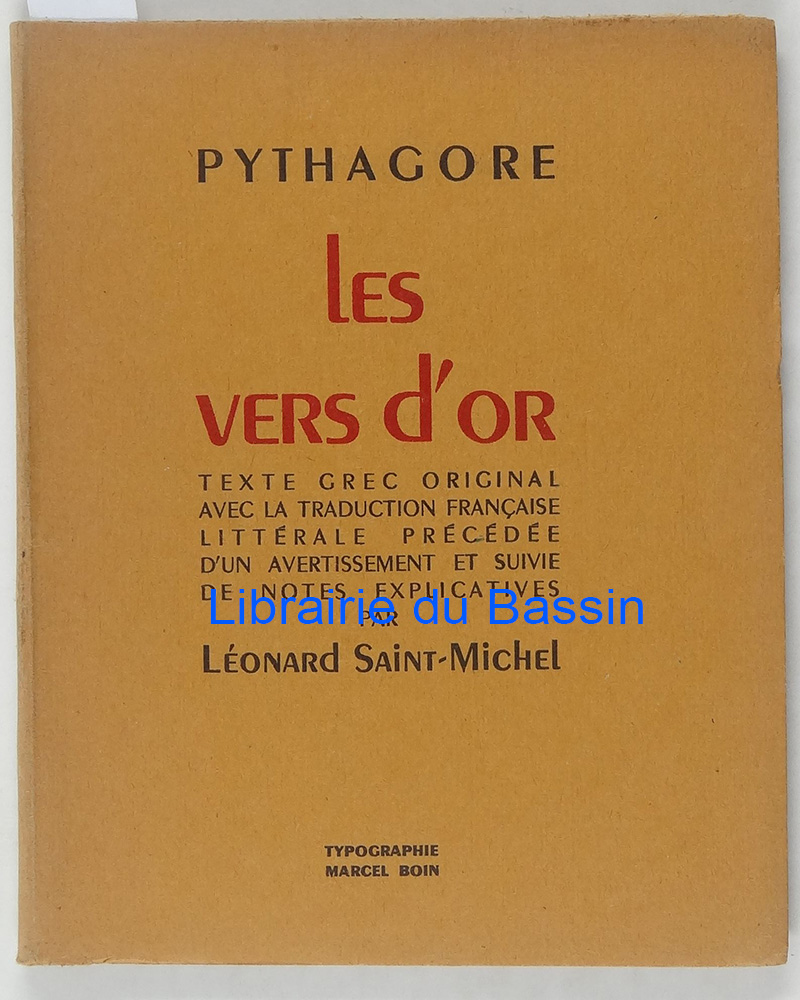 PYTHAGORE
lES
VERS d'OR
TEXTE GREC ORIGINAL
AVEC LA TRADUCTION FRANÇAISE
LITTÉRALE PRÉCÉDÉE
D'UN AVERTISSEMENT ET SUIVIE
DE NOTES EXPLICATIVES
Librairie du Bassin
PAR
LÉONARd SAINT-MIchEl
TYPOGRAPHIE
MARCEL BOIN